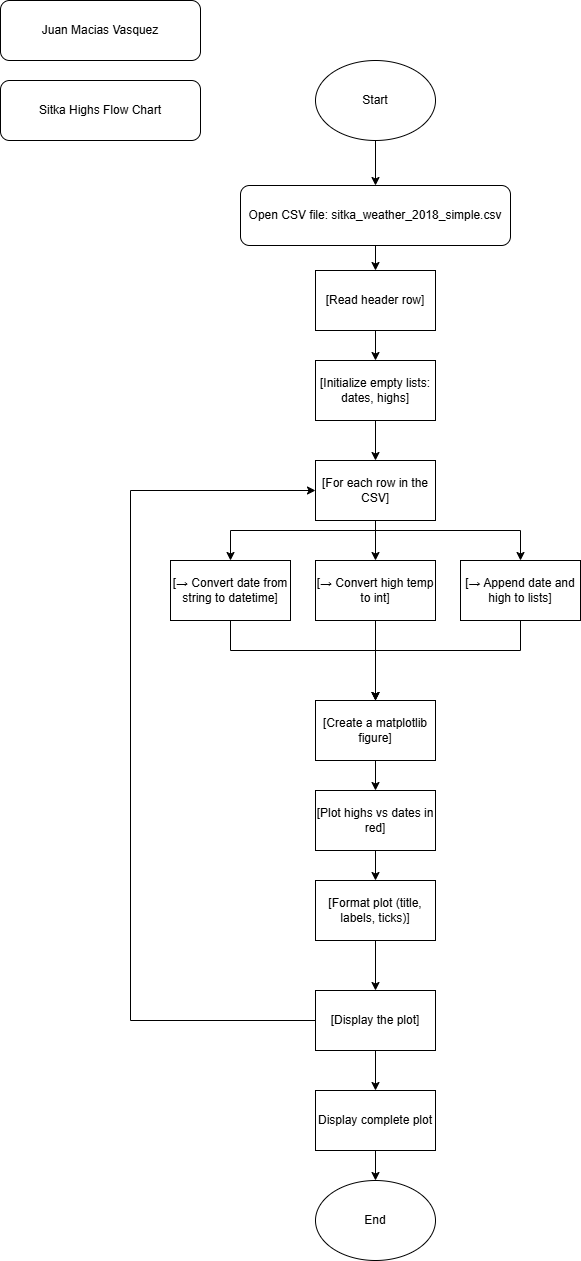 Juan Macias Vasquez
Sitka Highs Flow Chart
Start
Open CSV file: sitka_weather_2018_simple.csv
[Read header row]
[Initialize empty lists:
dates, highs]
[For each row in the
CSV]
[→ Convert date from
string to datetime]
[→ Convert high temp
to int]
[→ Append date and
high to lists]
[Create a matplotlib
figure]
[Plot highs vs dates in
red]
[Format plot (title,
labels, ticks)]
[Display the plot]
Display complete plot
End